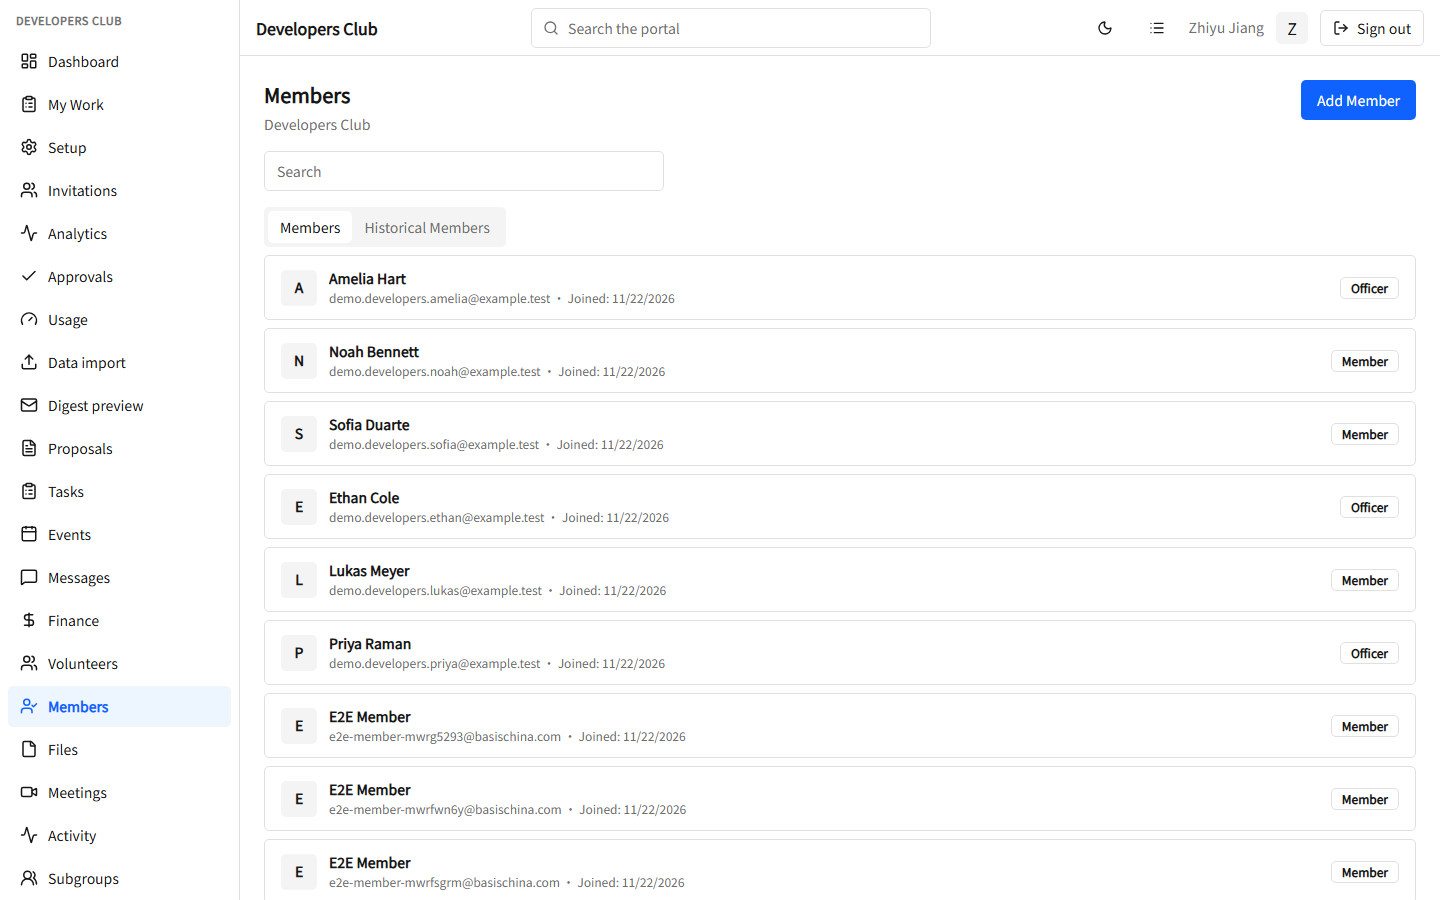 DEVELOPERS CLUB
Dashboard
My Work
Setup
Invitations
Analytics
Approvals
Usage
Data import
Digest preview
Proposals
Tasks
Events
Messages
Finance
Volunteers
Members
Files
Meetings
Activity
Subgroups
Developers Club
Search the portal
Zhiyu Jiang
Z
Sign out
Members
Developers Club
Add Member
Search
Members Historical Members
A
Amelia Hart
demo.developers.amelia@example.test • Joined: 11/22/2026
Officer
N
Noah Bennett
demo.developers.noah@example.test • Joined: 11/22/2026
Member
S
Sofia Duarte
demo.developers.sofia@example.test • Joined: 11/22/2026
Member
E
Ethan Cole
demo.developers.ethan@example.test • Joined: 11/22/2026
Officer
L
Lukas Meyer
demo.developers.lukas@example.test • Joined: 11/22/2026
Member
P
Priya Raman
demo.developers.priya@example.test • Joined: 11/22/2026
Officer
E
E2E Member
e2e-member-mwrg5293@basischina.com • Joined: 11/22/2026
Member
E
E2E Member
e2e-member-mwrfwn6y@basischina.com • Joined: 11/22/2026
Member
E
E2E Member
e2e-member-mwrfsgrm@basischina.com • Joined: 11/22/2026
Member